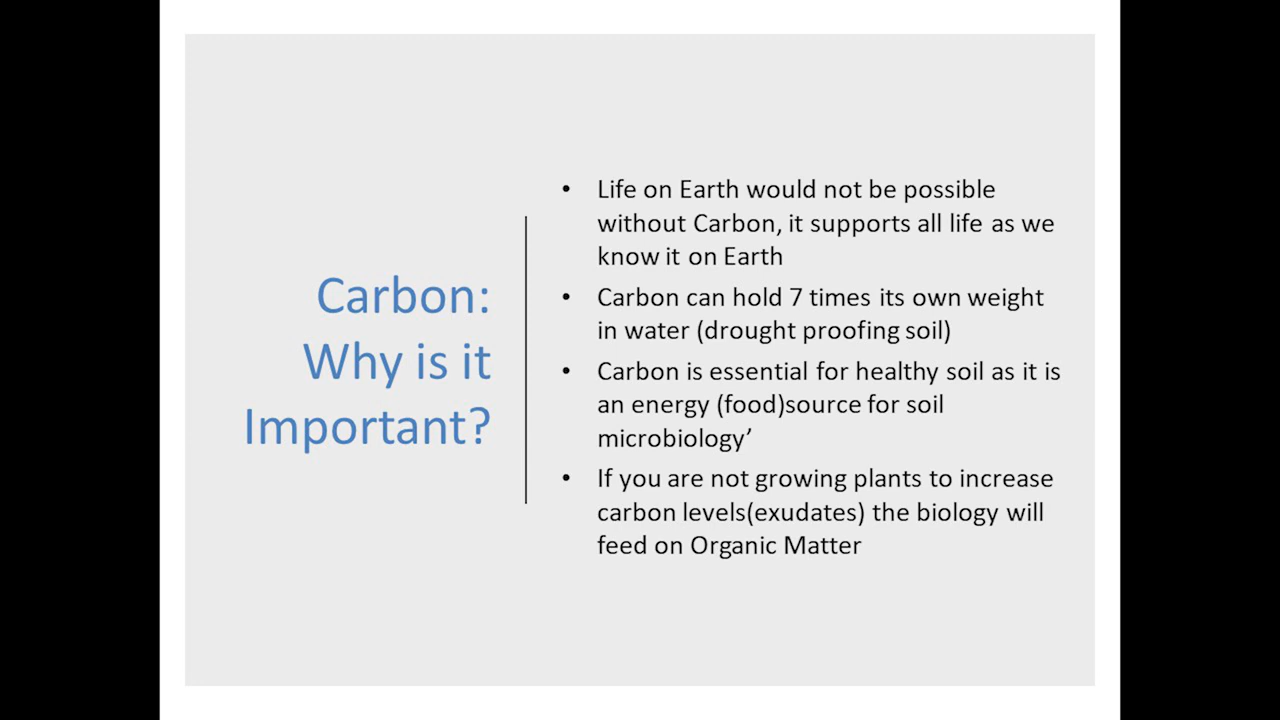 Carbon:
Why is it
Important?
• Life on Earth would not be possible
without Carbon, it supports all life as we
know it on Earth
• Carbon can hold 7 times its own weight
in water (drought proofing soil)
• Carbon is essential for healthy soil as it is
an energy (food)source for soil
microbiology’
• If you are not growing plants to increase
carbon levels(exudates) the biology will
feed on Organic Matter